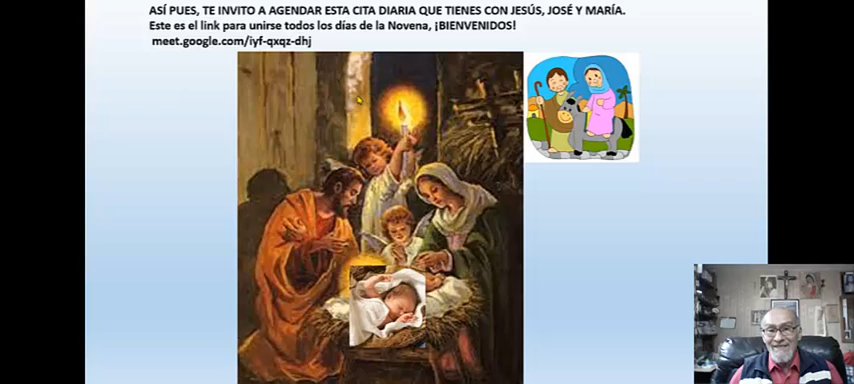 ASÍ PUES, TE INVITO A AGENDAR ESTA CITA DIARIA QUE TIENES CON JESÚS, JOSÉ Y MARÍA.
Este es el link para unirse todos los días de la Novena, ¡BIENVENIDOS!
meet.google.com/iyf-qxqz-dhj